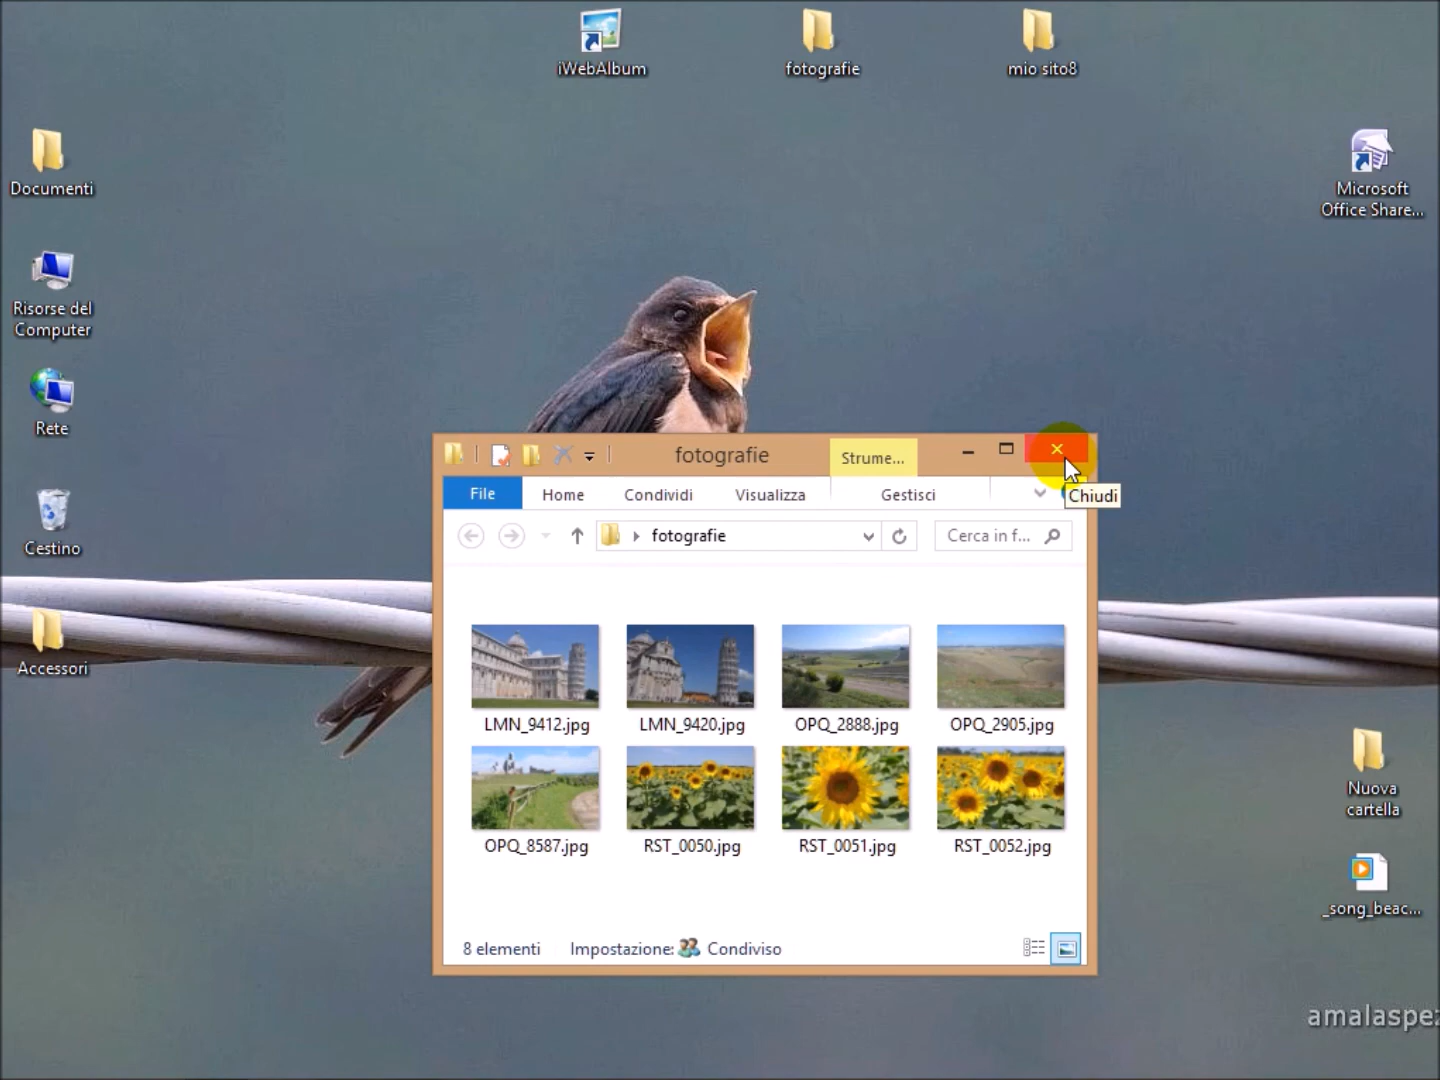 iWebAlbum
fotografie
mio sito8
Documenti
Microsoft
Office Share...
Risorse del
Computer
Rete
Cestino
Accessori
fotografie
Strume...
Chiudi
File
Home
Condividi
Visualizza
Gestisci
fotografie
Cerca in f...
LMN_9412.jpg
LMN_9420.jpg
OPQ_2888.jpg
OPQ_2905.jpg
OPQ_8587.jpg
RST_0050.jpg
RST_0051.jpg
RST_0052.jpg
8 elementi
Impostazione:
Condiviso
Nuova
cartella
_song_beac...
amalaspez